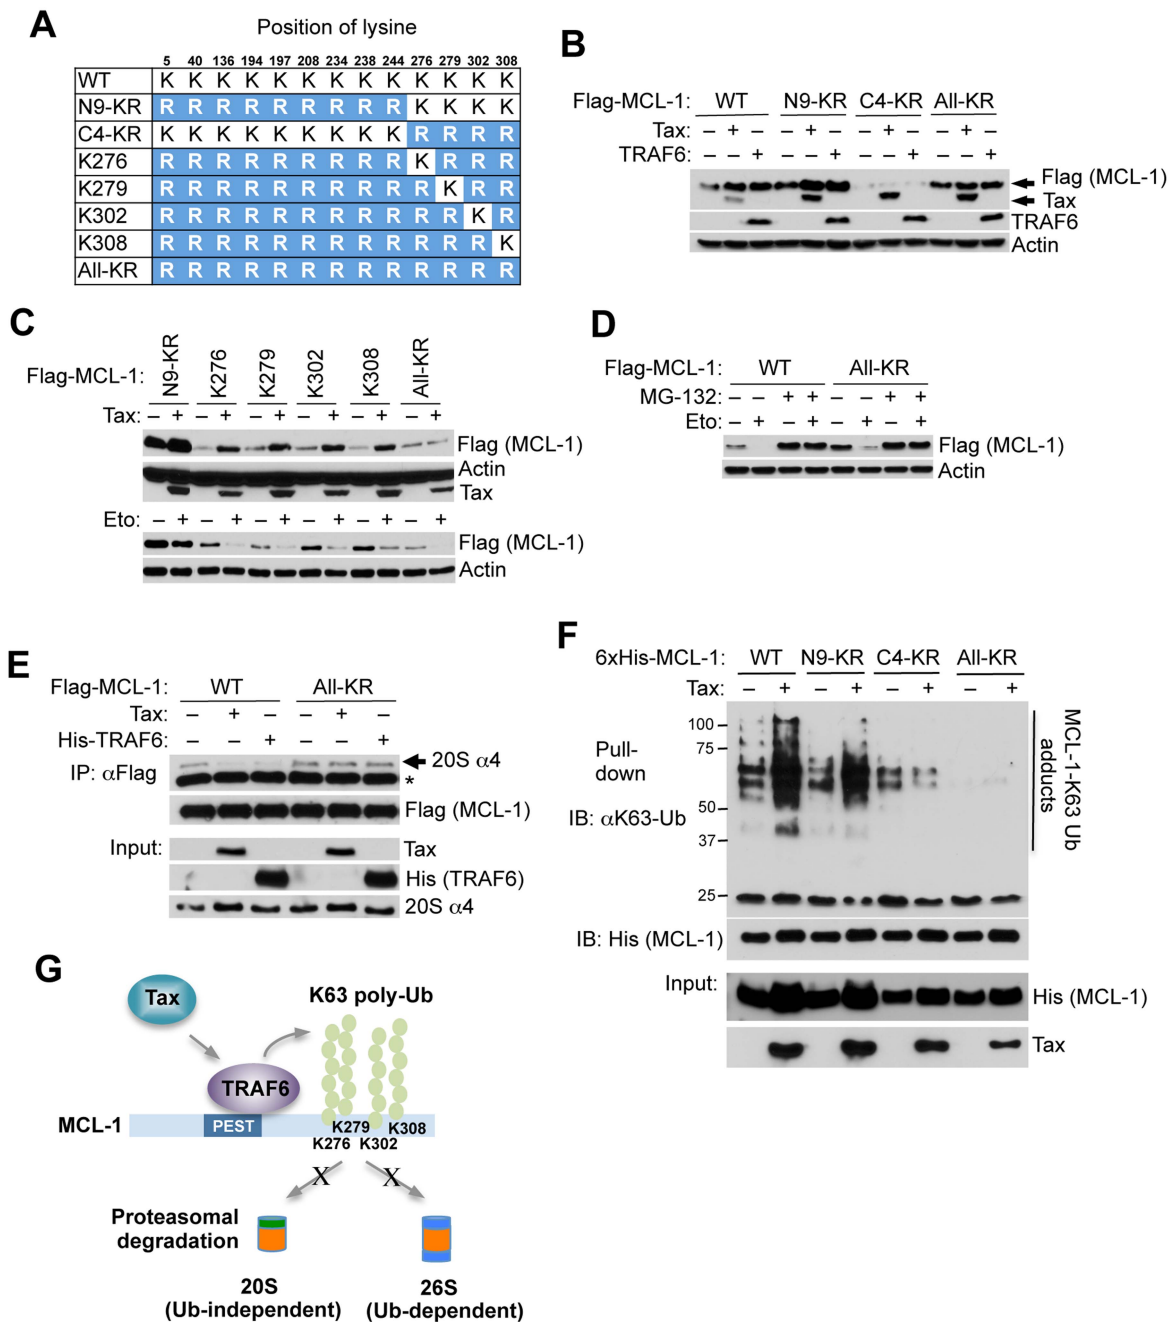 A
Position of lysine
5 40 136 194 197 208 234 238 244 276 279 302 308
WT K K K K K K K K K K K K K
N9-KR R R R R R R R R R K K K K
C4-KR K K K K K K K K K R R R R
K276 R R R R R R R R R K R R R
K279 R R R R R R R R R R K R R
K302 R R R R R R R R R R R K R
K308 R R R R R R R R R R R R K
All-KR R R R R R R R R R R R R R
B
Flag-MCL-1: WT N9-KR C4-KR All-KR
Tax: – + – – + – – + – – + –
TRAF6: – – + – – + – – + – – +
Flag (MCL-1)
Tax
TRAF6
Actin
C
Flag-MCL-1: N9-KR K276 K279 K302 K308 All-KR
Tax: – + – + – + – + – + – +
Flag (MCL-1)
Actin
Tax
Eto: – + – + – + – + – + – +
Flag (MCL-1)
Actin
D
Flag-MCL-1: WT All-KR
MG-132: – – + + – – + +
Eto: – + – + – + – +
Flag (MCL-1)
Actin
E
Flag-MCL-1: WT All-KR
Tax: – + – – + –
His-TRAF6: – – + – – +
IP: αFlag
20S α4
*
Flag (MCL-1)
Input:
Tax
His (TRAF6)
20S α4
F
6xHis-MCL-1: WT N9-KR C4-KR All-KR
Tax: – + – + – + – +
Pull-
down
IB: αK63-Ub
100
75
50
37
25
MCL-1-K63 Ub
adducts
IB: His (MCL-1)
Input:
His (MCL-1)
Tax
G
Tax
K63 poly-Ub
TRAF6
MCL-1
PEST
K279
K308
K276
K302
X
X
Proteasomal
degradation
20S
(Ub-independent)
26S
(Ub-dependent)